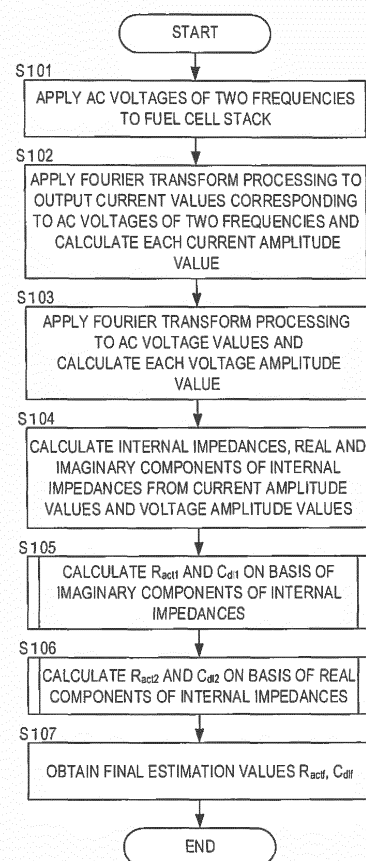 START
S101
APPLY AC VOLTAGES OF TWO FREQUENCIES
TO FUEL CELL STACK
S102
APPLY FOURIER TRANSFORM PROCESSING TO
OUTPUT CURRENT VALUES CORRESPONDING
TO AC VOLTAGES OF TWO FREQUENCIES AND
CALCULATE EACH CURRENT AMPLITUDE
VALUE
S103
APPLY FOURIER TRANSFORM PROCESSING
TO AC VOLTAGE VALUES AND
CALCULATE EACH VOLTAGE AMPLITUDE
VALUE
S104
CALCULATE INTERNAL IMPEDANCES, REAL AND
IMAGINARY COMPONENTS OF INTERNAL
IMPEDANCES FROM CURRENT AMPLITUDE
VALUES AND VOLTAGE AMPLITUDE VALUES
S105
CALCULATE Ract1 AND Cdl1 ON BASIS OF
IMAGINARY COMPONENTS OF INTERNAL
IMPEDANCES
S106
CALCULATE Ract2 AND Cdl2 ON BASIS OF REAL
COMPONENTS OF INTERNAL IMPEDANCES
S107
OBTAIN FINAL ESTIMATION VALUES Ractf, Cdlf
END